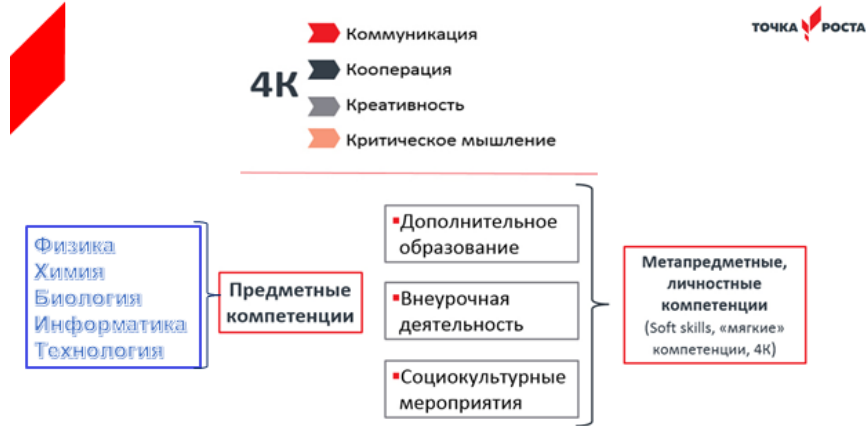 ТОЧКА РОСТА
4К
Коммуникация
Кооперация
Креативность
Критическое мышление
Физика
Химия
Биология
Информатика
Технология
Предметные
компетенции
Дополнительное
образование
Внеурочная
деятельность
Социокультурные
мероприятия
Метапредметные,
личностные
компетенции
(Soft skills, «мягкие»
компетенции, 4К)